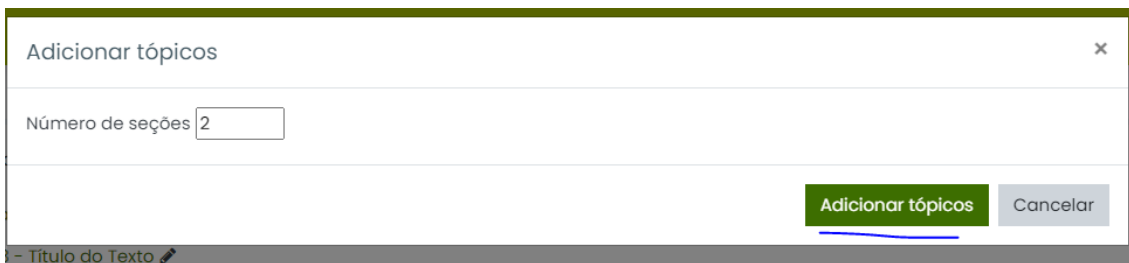 Adicionar tópicos ×
Número de seções 2
Adicionar tópicos Cancelar
- Título do Texto